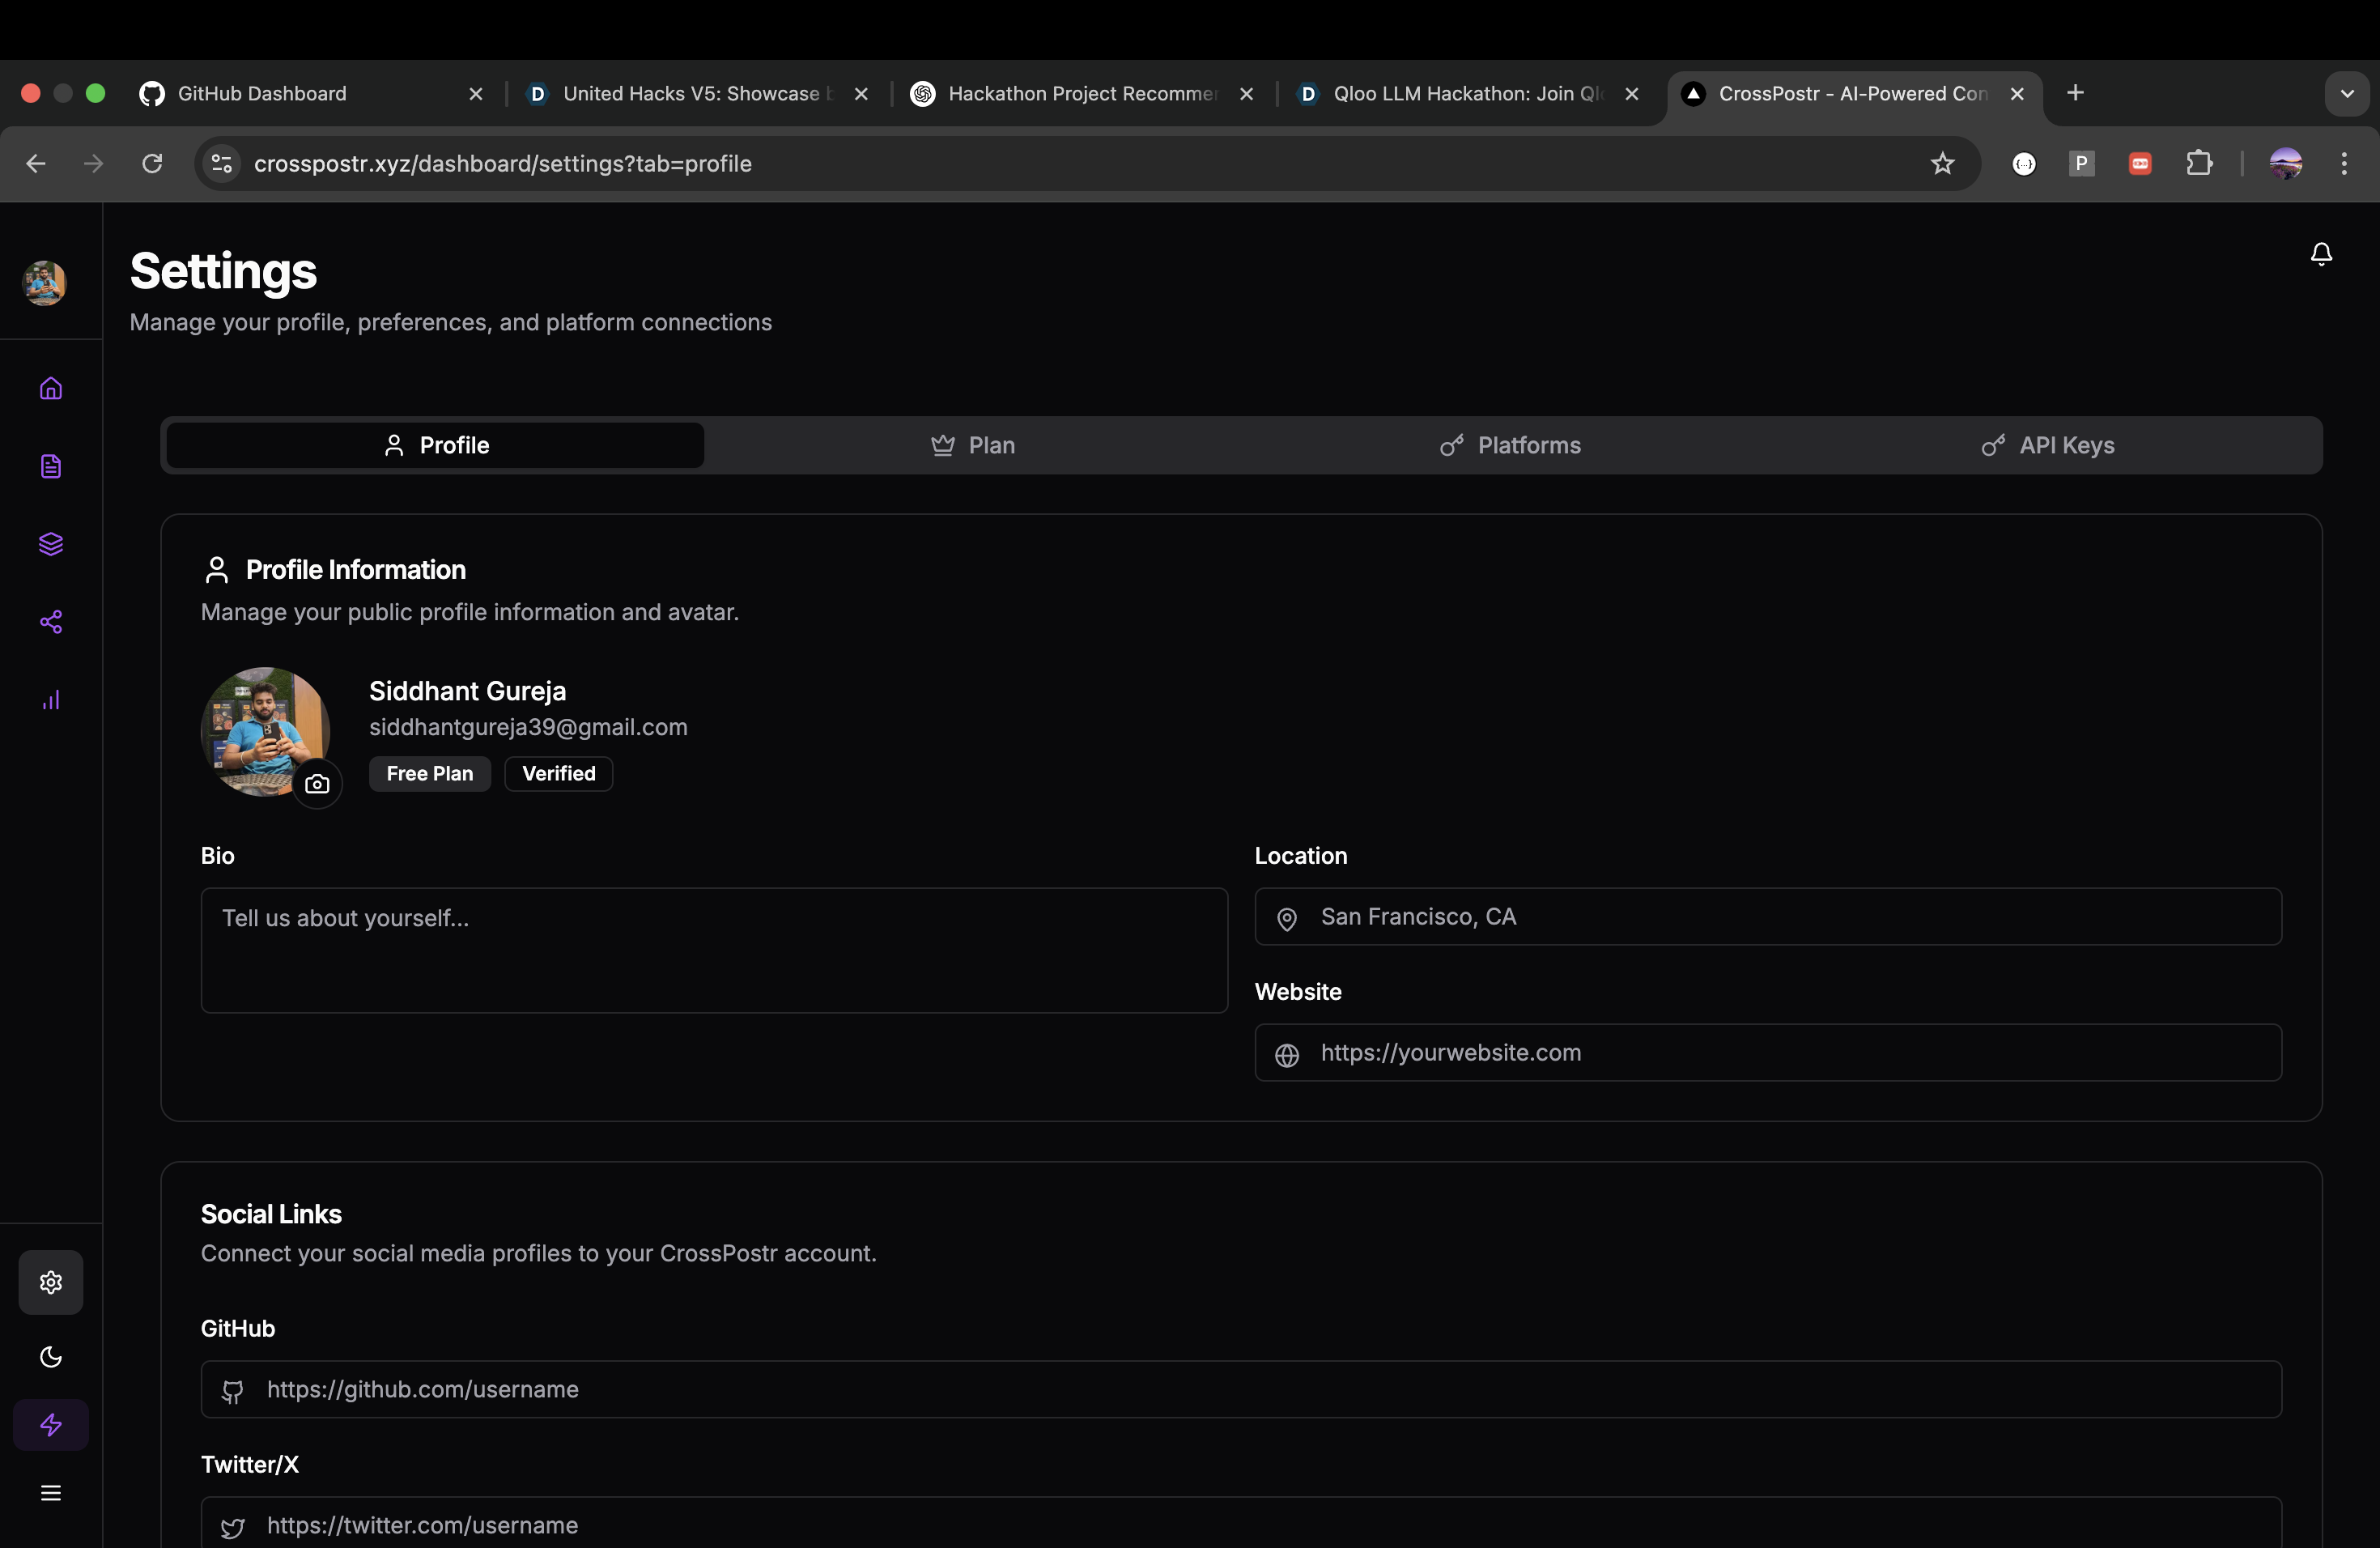 GitHub Dashboard
United Hacks V5: Showcase
Hackathon Project Recommer
Qloo LLM Hackathon: Join
CrossPostr - AI-Powered Con
crosspostr.xyz/dashboard/settings?tab=profile
P
Settings
Manage your profile, preferences, and platform connections
Profile
Plan
Platforms
API Keys
Profile Information
Manage your public profile information and avatar.
Siddhant Gureja
siddhantgureja39@gmail.com
Free Plan
Verified
Bio
Tell us about yourself...
Location
San Francisco, CA
Website
https://yourwebsite.com
Social Links
Connect your social media profiles to your CrossPostr account.
GitHub
https://github.com/username
Twitter/X
https://twitter.com/username